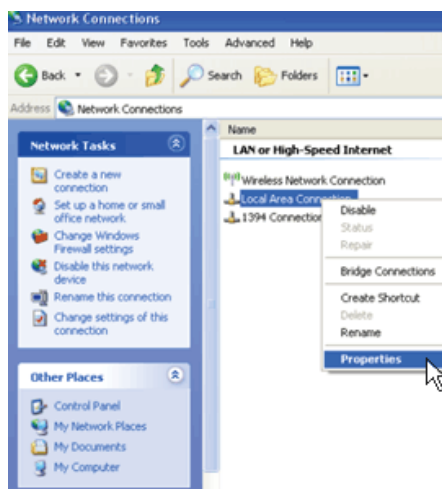 Network Connections
File Edit View Favorites Tools Advanced Help
Back Search Folders
Address Network Connections
Network Tasks
Create a new
connection
Set up a home or small
office network
Change Windows
Firewall settings
Disable this network
device
Rename this connection
Change settings of this
connection
Other Places
Control Panel
My Network Places
My Documents
My Computer
Name
LAN or High-Speed Internet
Wireless Network Connection
Local Area Connection
1394 Connection
Disable
Status
Repair
Bridge Connections
Create Shortcut
Delete
Rename
Properties